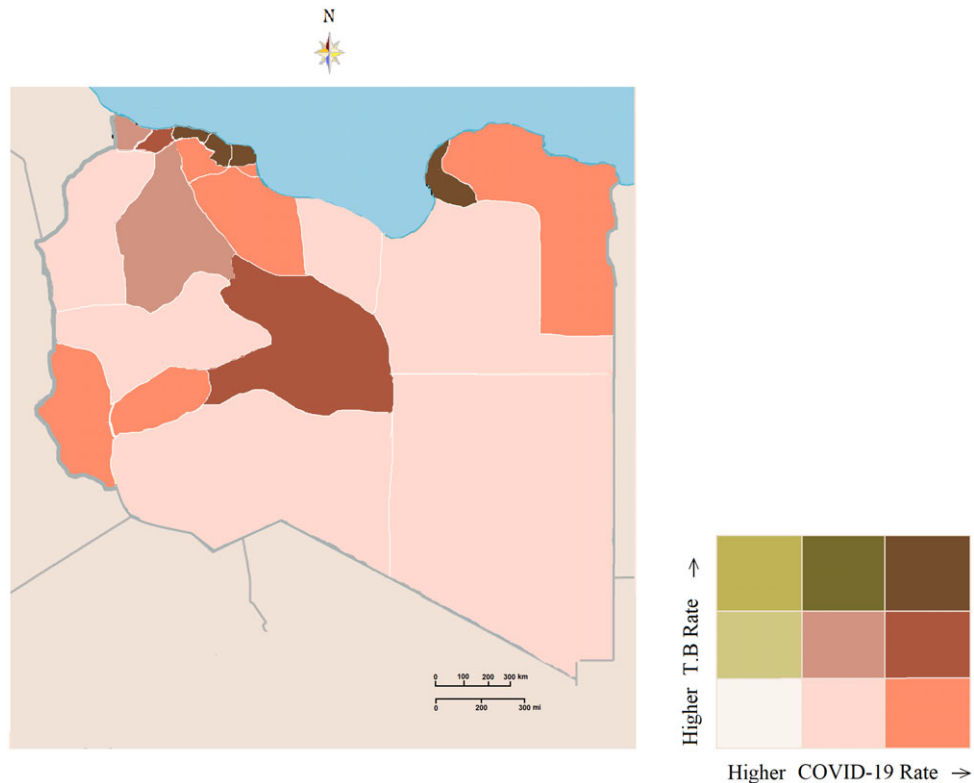 N
0 100 200 300 km
0 200 300 mi
Higher T.B Rate →
Higher COVID-19 Rate →